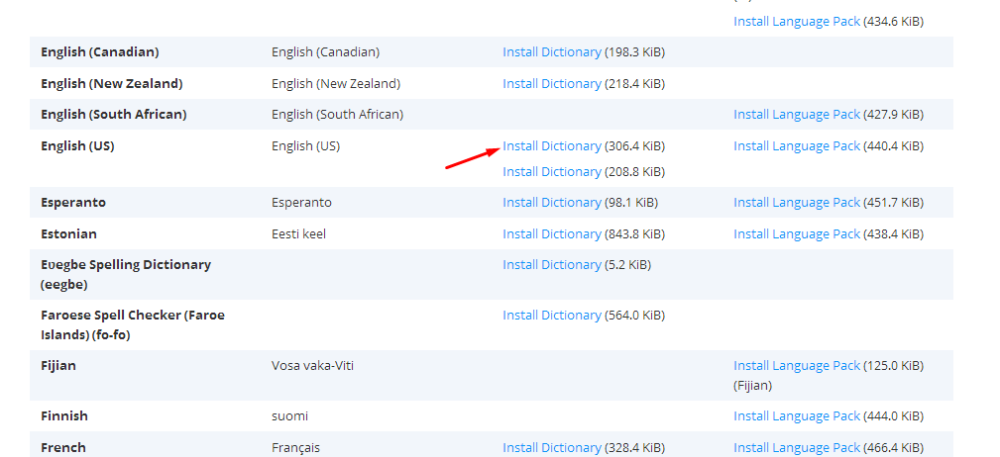 Install Language Pack (434.6 KiB)
English (Canadian) English (Canadian) Install Dictionary (198.3 KiB)
English (New Zealand) English (New Zealand) Install Dictionary (218.4 KiB)
English (South African) English (South African) Install Language Pack (427.9 KiB)
English (US) English (US) Install Dictionary (306.4 KiB) Install Language Pack (440.4 KiB)
Install Dictionary (208.8 KiB)
Esperanto Esperanto Install Dictionary (98.1 KiB) Install Language Pack (451.7 KiB)
Estonian Eesti keel Install Dictionary (843.8 KiB) Install Language Pack (438.4 KiB)
Eʋegbe Spelling Dictionary Install Dictionary (5.2 KiB)
(eegbe)
Faroese Spell Checker (Faroe Install Dictionary (564.0 KiB)
Islands) (fo-fo)
Fijian Vosa vaka-Viti Install Language Pack (125.0 KiB)
(Fijian)
Finnish suomi Install Language Pack (444.0 KiB)
French Français Install Dictionary (328.4 KiB) Install Language Pack (466.4 KiB)